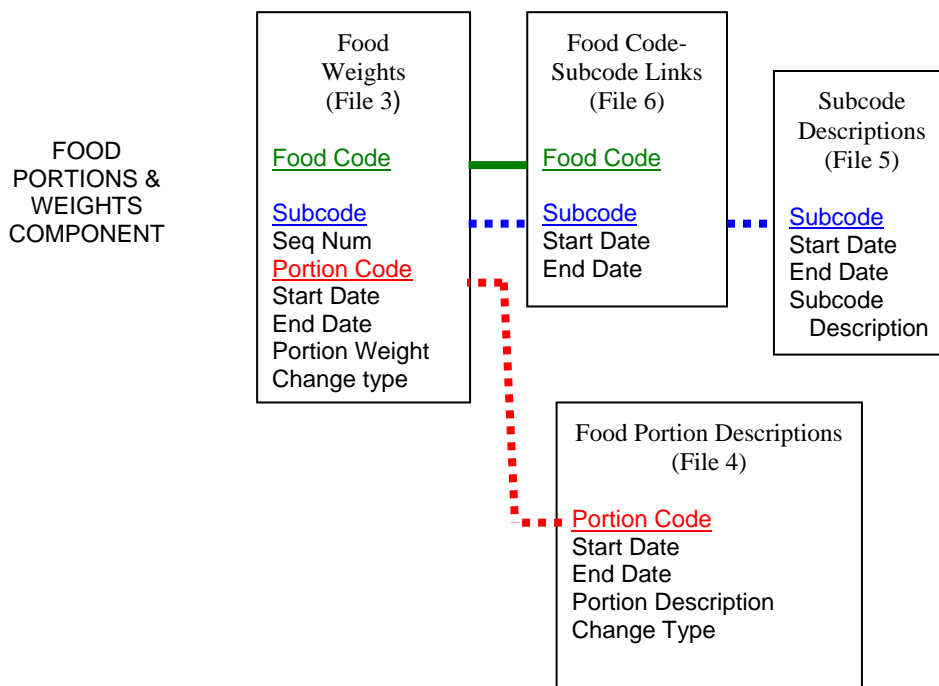 FOOD
PORTIONS &
WEIGHTS
COMPONENT
Food
Weights
(File 3)
Food Code
Subcode
Seq Num
Portion Code
Start Date
End Date
Portion Weight
Change type
Food Code-
Subcode Links
(File 6)
Food Code
Subcode
Start Date
End Date
Subcode
Descriptions
(File 5)
Subcode
Start Date
End Date
Subcode
Description
Food Portion Descriptions
(File 4)
Portion Code
Start Date
End Date
Portion Description
Change Type